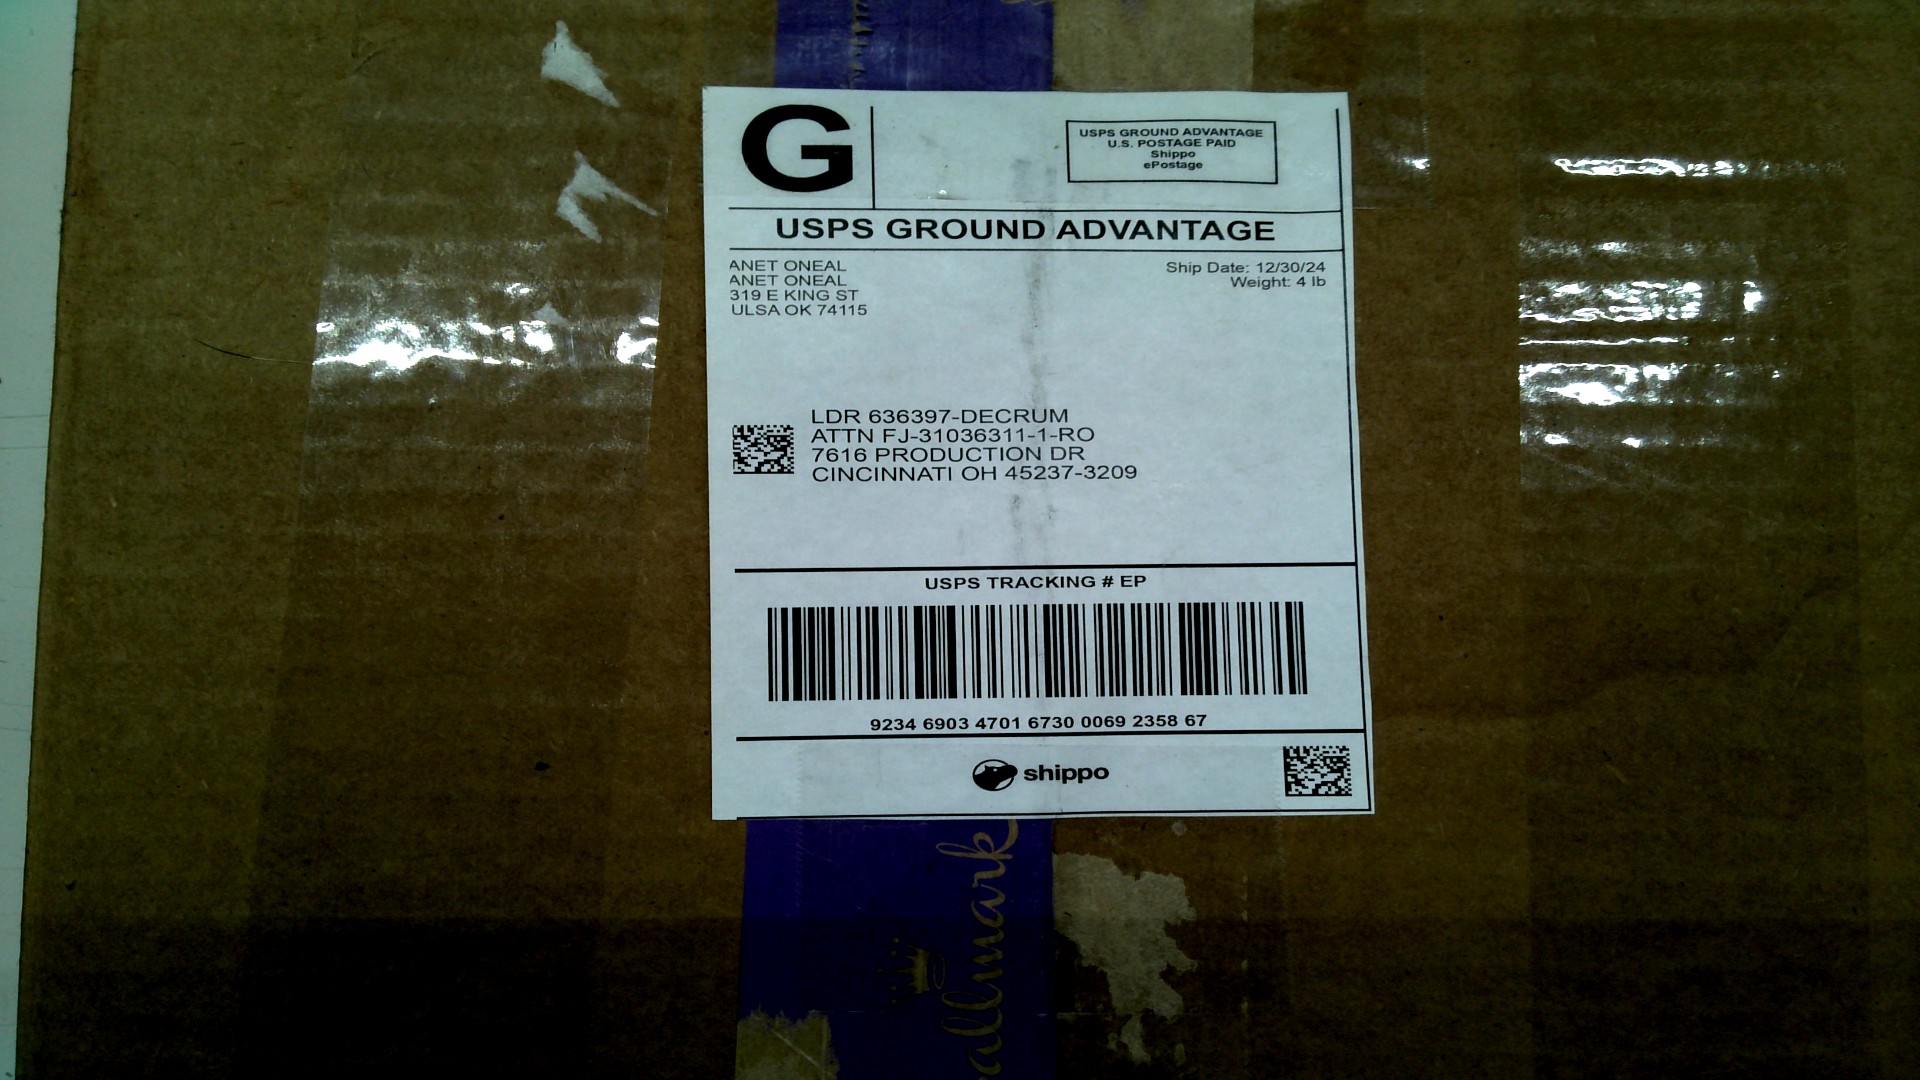 G
USPS GROUND ADVANTAGE
U.S. POSTAGE PAID
Shippo
ePostage
USPS GROUND ADVANTAGE
ANET ONEAL
ANET ONEAL
319 E KING ST
ULSA OK 74115
Ship Date: 12/30/24
Weight: 4 lb
LDR 636397-DECRUM
ATTN FJ-31036311-1-RO
7616 PRODUCTION DR
CINCINNATI OH 45237-3209
USPS TRACKING # EP
9234 6903 4701 6730 0069 2358 67
shippo
allmark